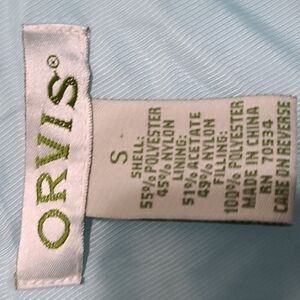 ORVIS®
S
SHELL:
55% POLYESTER
45% NYLON
LINING:
51% ACETATE
49% NYLON
FILLING:
100% POLYESTER
MADE IN CHINA
RN 70534
CARE ON REVERSE